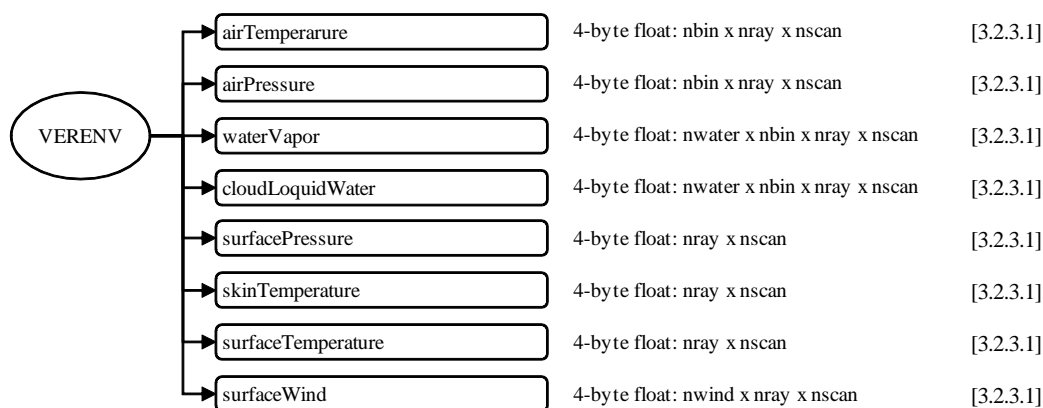 airTemperarure 4-byte float: nbin x nray x nscan [3.2.3.1]
airPressure 4-byte float: nbin x nray x nscan [3.2.3.1]
VERENV waterVapor 4-byte float: nwater x nbin x nray x nscan [3.2.3.1]
cloudLoquidWater 4-byte float: nwater x nbin x nray x nscan [3.2.3.1]
surfacePressure 4-byte float: nray x nscan [3.2.3.1]
skinTemperature 4-byte float: nray x nscan [3.2.3.1]
surfaceTemperature 4-byte float: nray x nscan [3.2.3.1]
surfaceWind 4-byte float: nwind x nray x nscan [3.2.3.1]